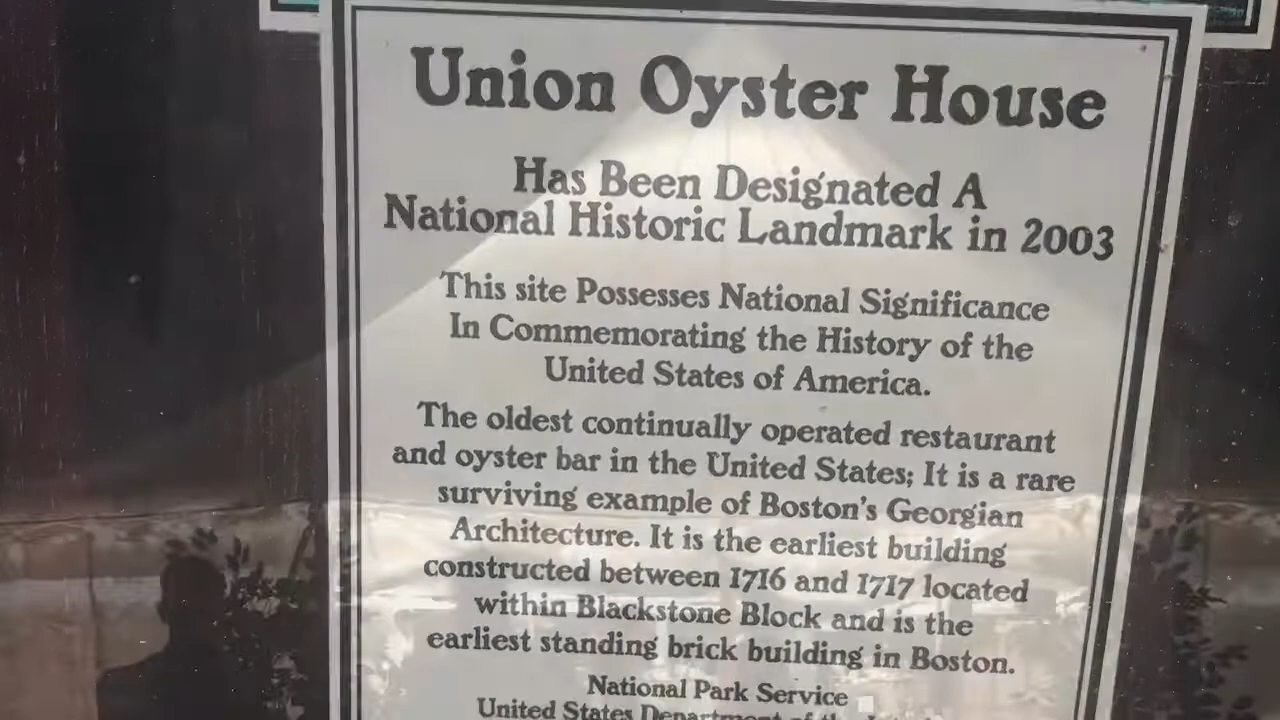 Union Oyster House
Has Been Designated A
National Historic Landmark in 2003
This site Possesses National Significance
In Commemorating the History of the
United States of America.
The oldest continually operated restaurant
and oyster bar in the United States; It is a rare
surviving example of Boston's Georgian
Architecture. It is the earliest building
constructed between 1716 and 1717 located
within Blackstone Block and is the
earliest standing brick building in Boston.
National Park Service
United States Department of the